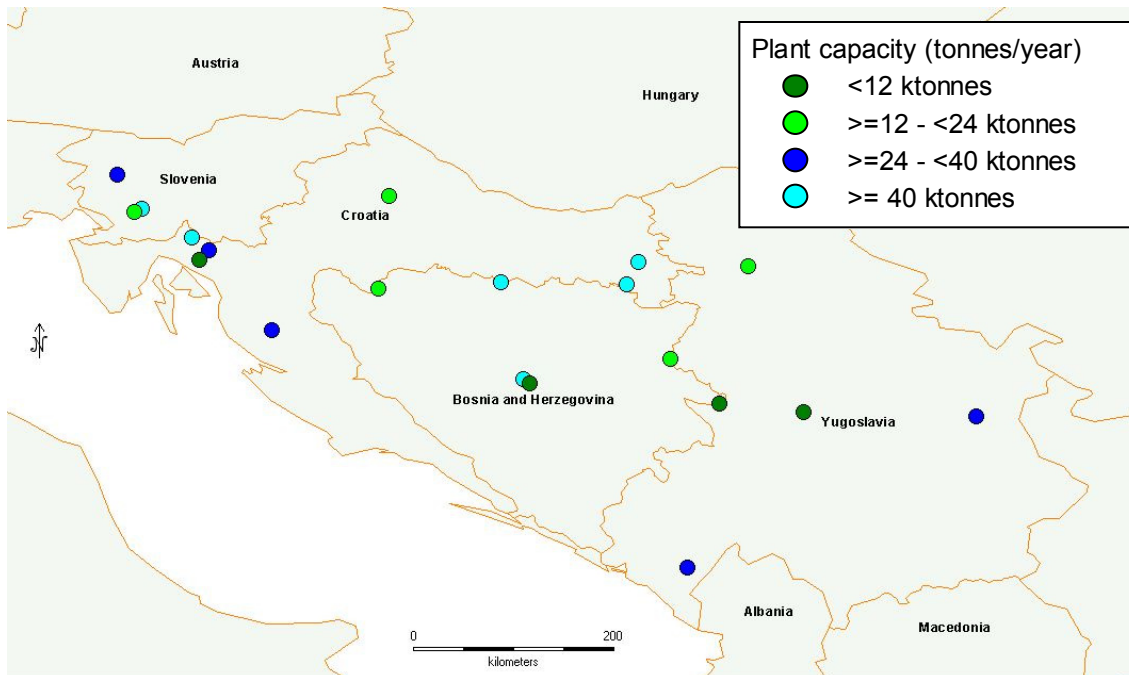 Plant capacity (tonnes/year)
<12 ktonnes
>=12 - <24 ktonnes
>=24 - <40 ktonnes
>= 40 ktonnes
Austria
Hungary
Slovenia
Croatia
Bosnia and Herzegovina
Yugoslavia
Albania
Macedonia
N
0 200
kilometers